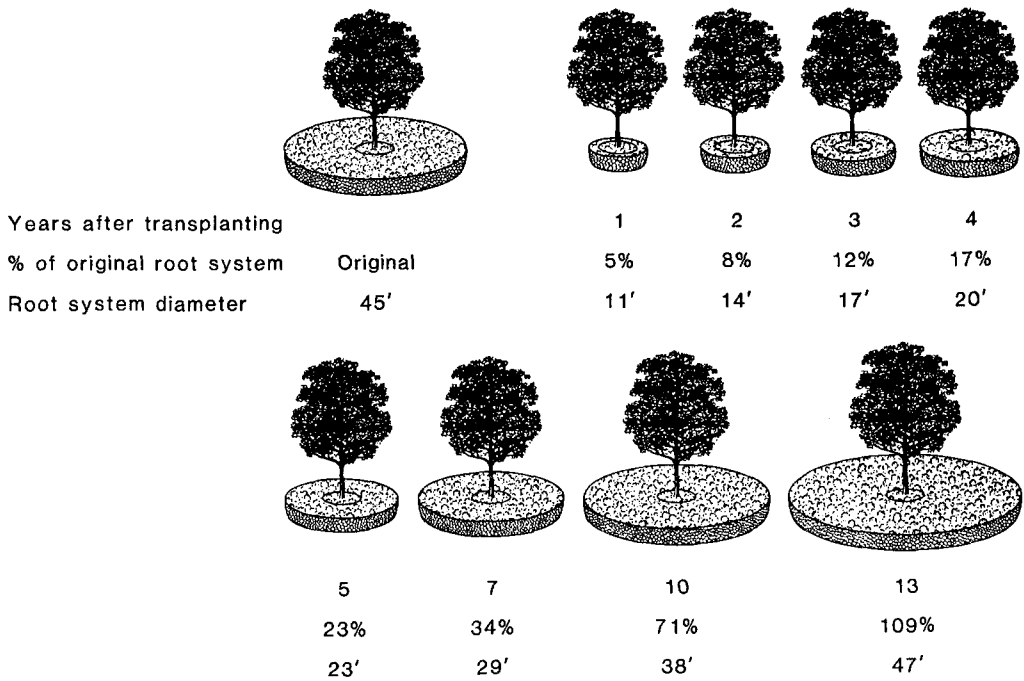 Years after transplanting 1 2 3 4
% of original root system Original 5% 8% 12% 17%
Root system diameter 45′ 11′ 14′ 17′ 20′
5 7 10 13
23% 34% 71% 109%
23′ 29′ 38′ 47′